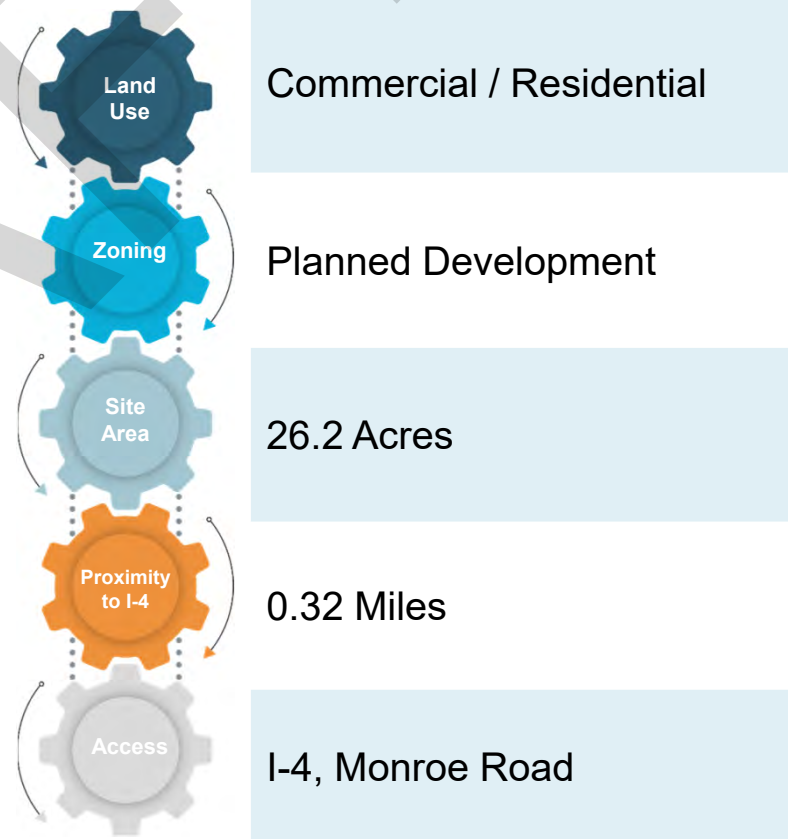 Land
Use
Commercial / Residential
Zoning
Planned Development
Site
Area
26.2 Acres
Proximity
to I-4
0.32 Miles
Access
I-4, Monroe Road